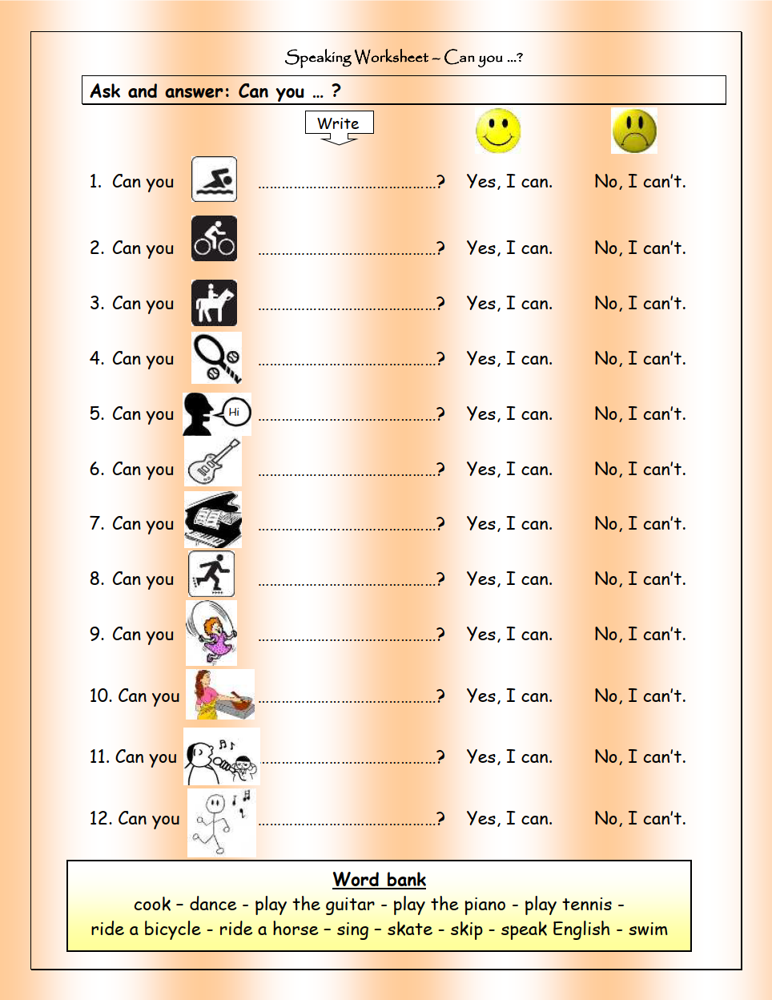 Speaking Worksheet – Can you ...?
Ask and answer: Can you ... ?
Write
1. Can you ..............................................? Yes, I can. No, I can't.
2. Can you ..............................................? Yes, I can. No, I can't.
3. Can you ..............................................? Yes, I can. No, I can't.
4. Can you ..............................................? Yes, I can. No, I can't.
5. Can you Hi ..............................................? Yes, I can. No, I can't.
6. Can you ..............................................? Yes, I can. No, I can't.
7. Can you ..............................................? Yes, I can. No, I can't.
8. Can you ..............................................? Yes, I can. No, I can't.
9. Can you ..............................................? Yes, I can. No, I can't.
10. Can you ..............................................? Yes, I can. No, I can't.
11. Can you ..............................................? Yes, I can. No, I can't.
12. Can you ..............................................? Yes, I can. No, I can't.
Word bank
cook – dance - play the guitar - play the piano - play tennis -
ride a bicycle - ride a horse – sing – skate - skip - speak English - swim